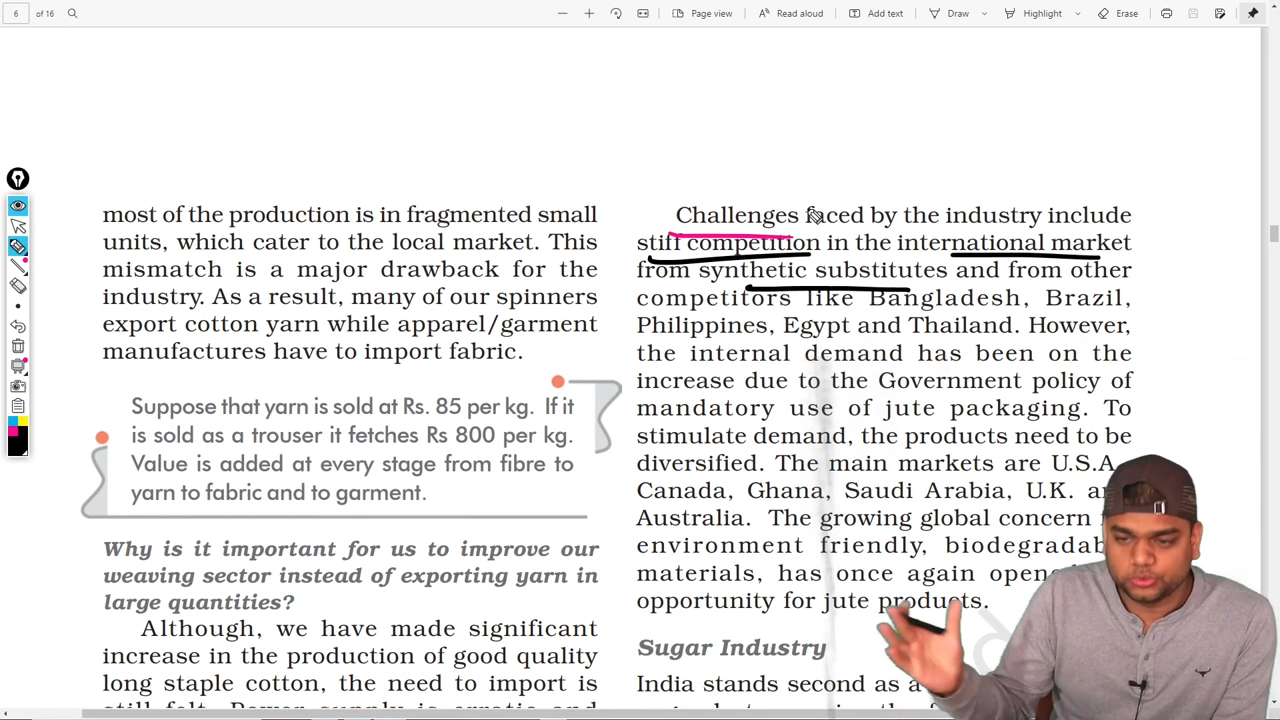 6 of 16
Page view
Read aloud
Add text
Draw
Highlight
Erase
most of the production is in fragmented small
units, which cater to the local market. This
mismatch is a major drawback for the
industry. As a result, many of our spinners
export cotton yarn while apparel/garment
manufactures have to import fabric.
Suppose that yarn is sold at Rs. 85 per kg. If it
is sold as a trouser it fetches Rs 800 per kg.
Value is added at every stage from fibre to
yarn to fabric and to garment.
Why is it important for us to improve our
weaving sector instead of exporting yarn in
large quantities?
Although, we have made significant
increase in the production of good quality
long staple cotton, the need to import is
still felt. Power supply is erratic and
Challenges faced by the industry include
stiff competition in the international market
from synthetic substitutes and from other
competitors like Bangladesh, Brazil,
Philippines, Egypt and Thailand. However,
the internal demand has been on the
increase due to the Government policy of
mandatory use of jute packaging. To
stimulate demand, the products need to be
diversified. The main markets are U.S.A.,
Canada, Ghana, Saudi Arabia, U.K. and
Australia. The growing global concern
environment friendly, biodegradable
materials, has once again opened
opportunity for jute products.
Sugar Industry
India stands second as a